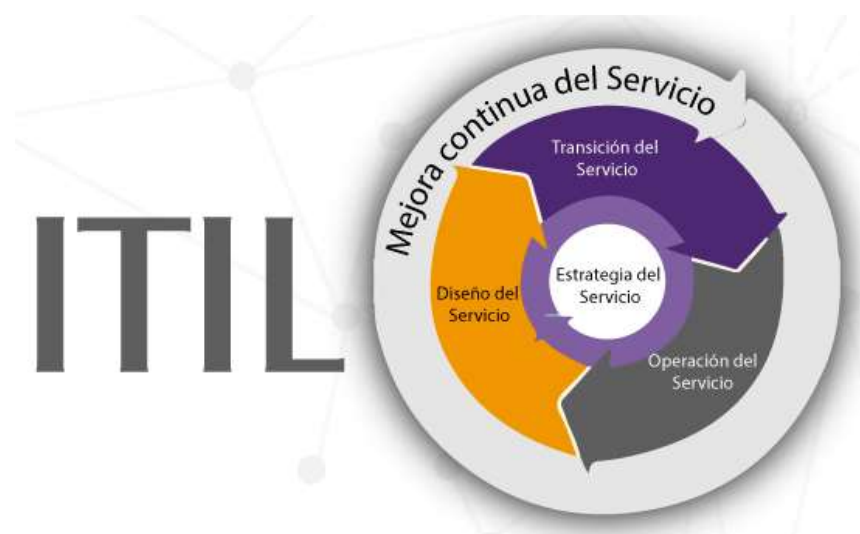 ITIL
Mejora continua del Servicio
Transición del
Servicio
Estrategia del
Servicio
Diseño del
Servicio
Operación del
Servicio